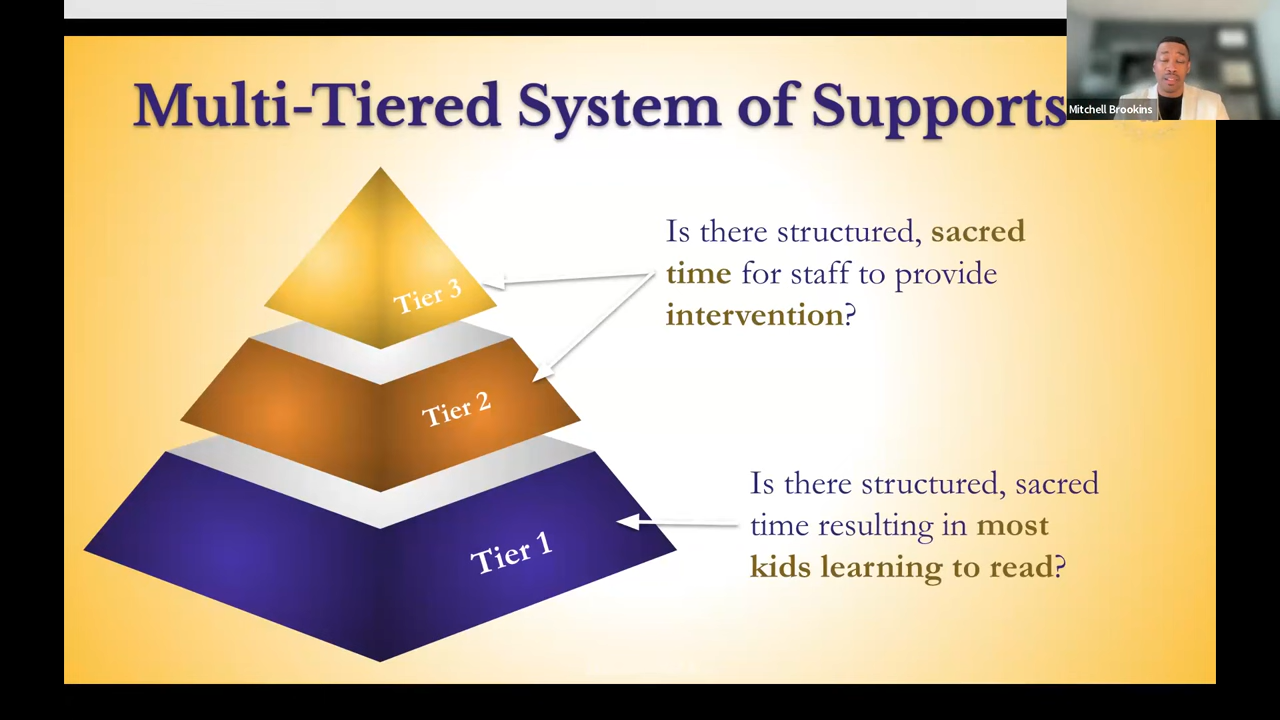 Multi-Tiered System of Supports
Mitchell Brookins
Is there structured, sacred
time for staff to provide
intervention?
Tier 3
Tier 2
Is there structured, sacred
time resulting in most
kids learning to read?
Tier 1